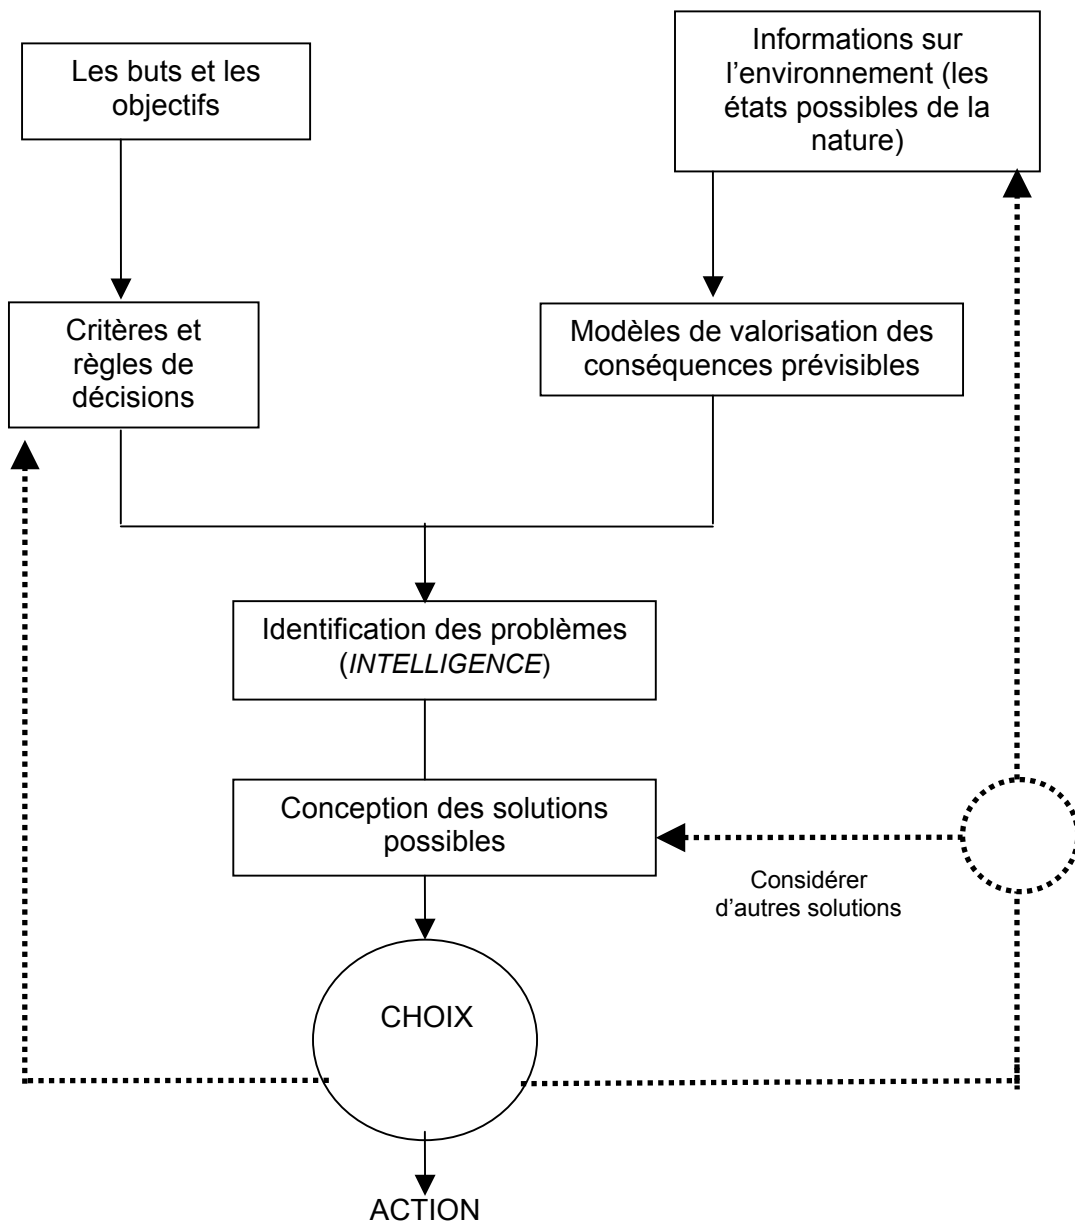 Les buts et les
objectifs
Informations sur
l’environnement (les
états possibles de la
nature)
Critères et
règles de
décisions
Modèles de valorisation des
conséquences prévisibles
Identification des problèmes
(INTELLIGENCE)
Conception des solutions
possibles
Considérer
d’autres solutions
CHOIX
ACTION